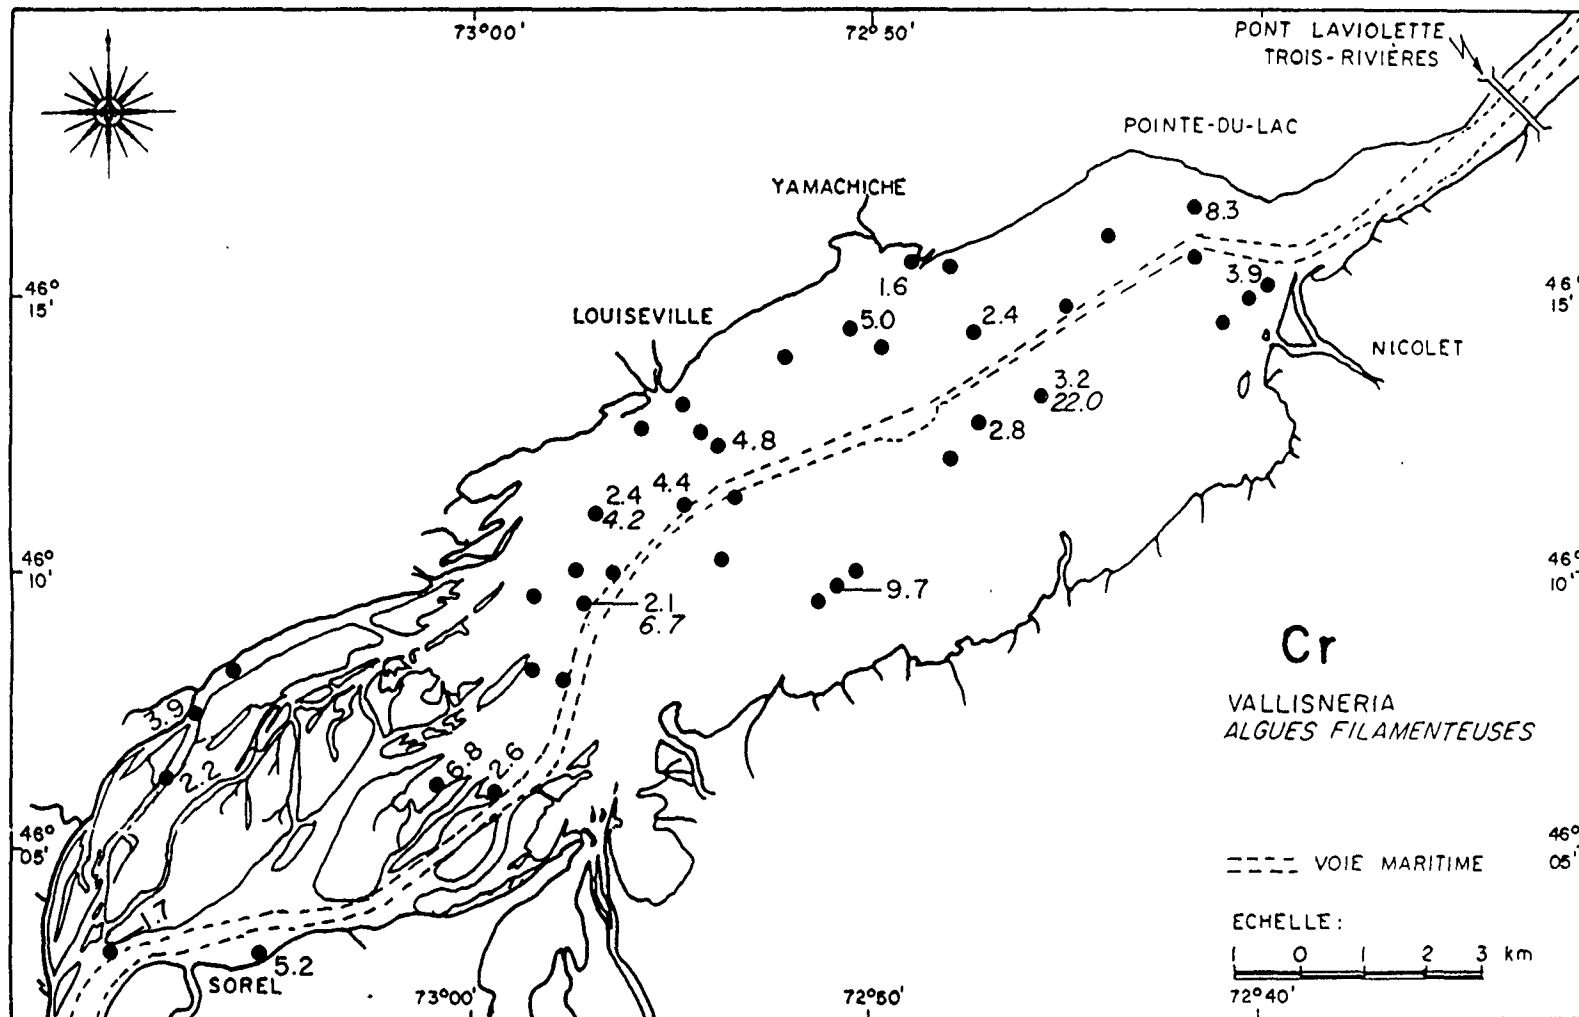 73°00'
72°50'
PONT LAVIOLETTE
TROIS-RIVIÈRES
POINTE-DU-LAC
YAMACHICHE
8.3
3.9
1.6
46°
15'
46°
15'
LOUISEVILLE
5.0
2.4
NICOLET
3.2
22.0
2.8
4.8
4.4
2.4
4.2
46°
10'
46°
10'
9.7
2.1
6.7
Cr
VALLISNERIA
ALGUES FILAMENTEUSES
3.9
2.2
6.8
2.6
46°
05'
46°
05'
VOIE MARITIME
ECHELLE:
1 0 1 2 3 km
1.7
5.2
SOREL
73°00'
72°50'
72°40'